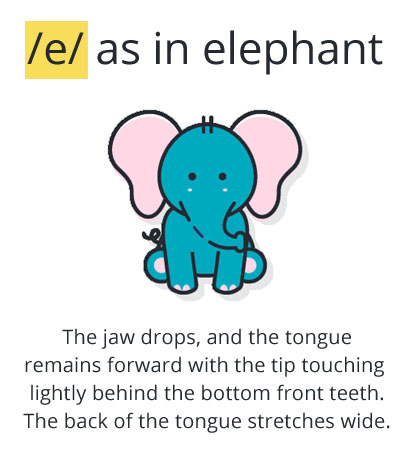 /e/ as in elephant
The jaw drops, and the tongue
remains forward with the tip touching
lightly behind the bottom front teeth.
The back of the tongue stretches wide.